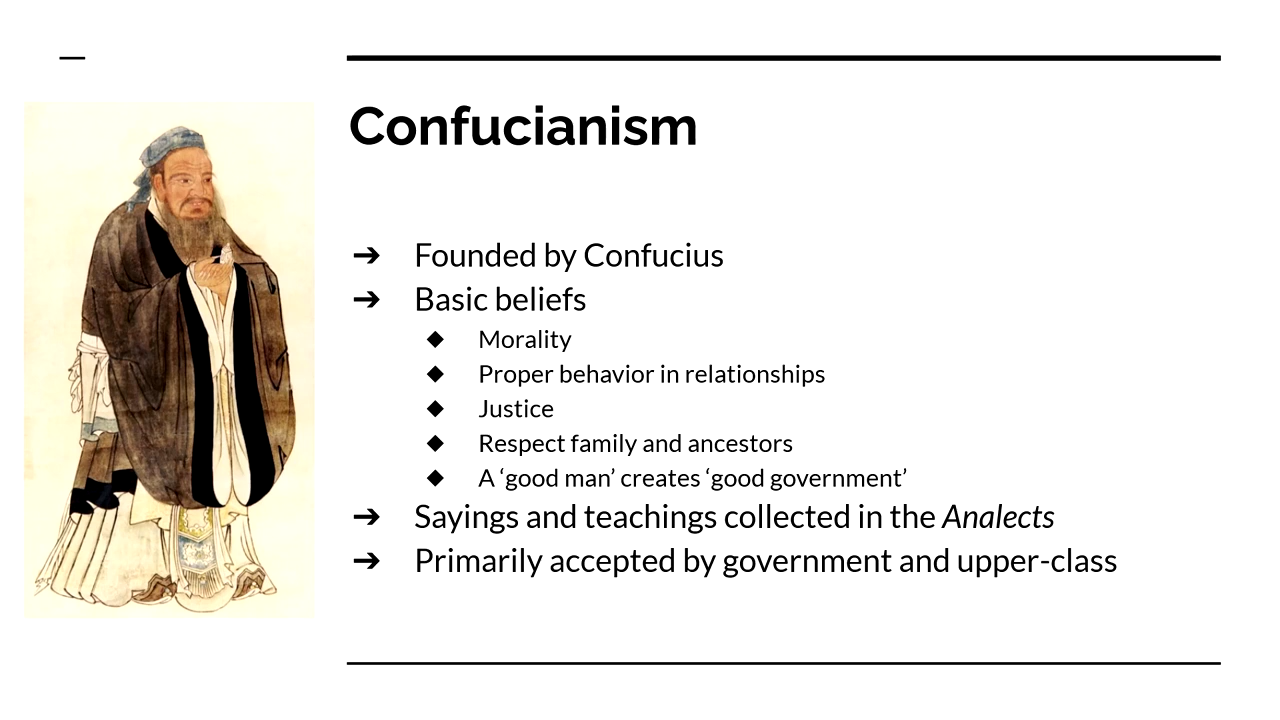 Confucianism
➔ Founded by Confucius
➔ Basic beliefs
◆ Morality
◆ Proper behavior in relationships
◆ Justice
◆ Respect family and ancestors
◆ A ‘good man’ creates ‘good government’
➔ Sayings and teachings collected in the Analects
➔ Primarily accepted by government and upper-class